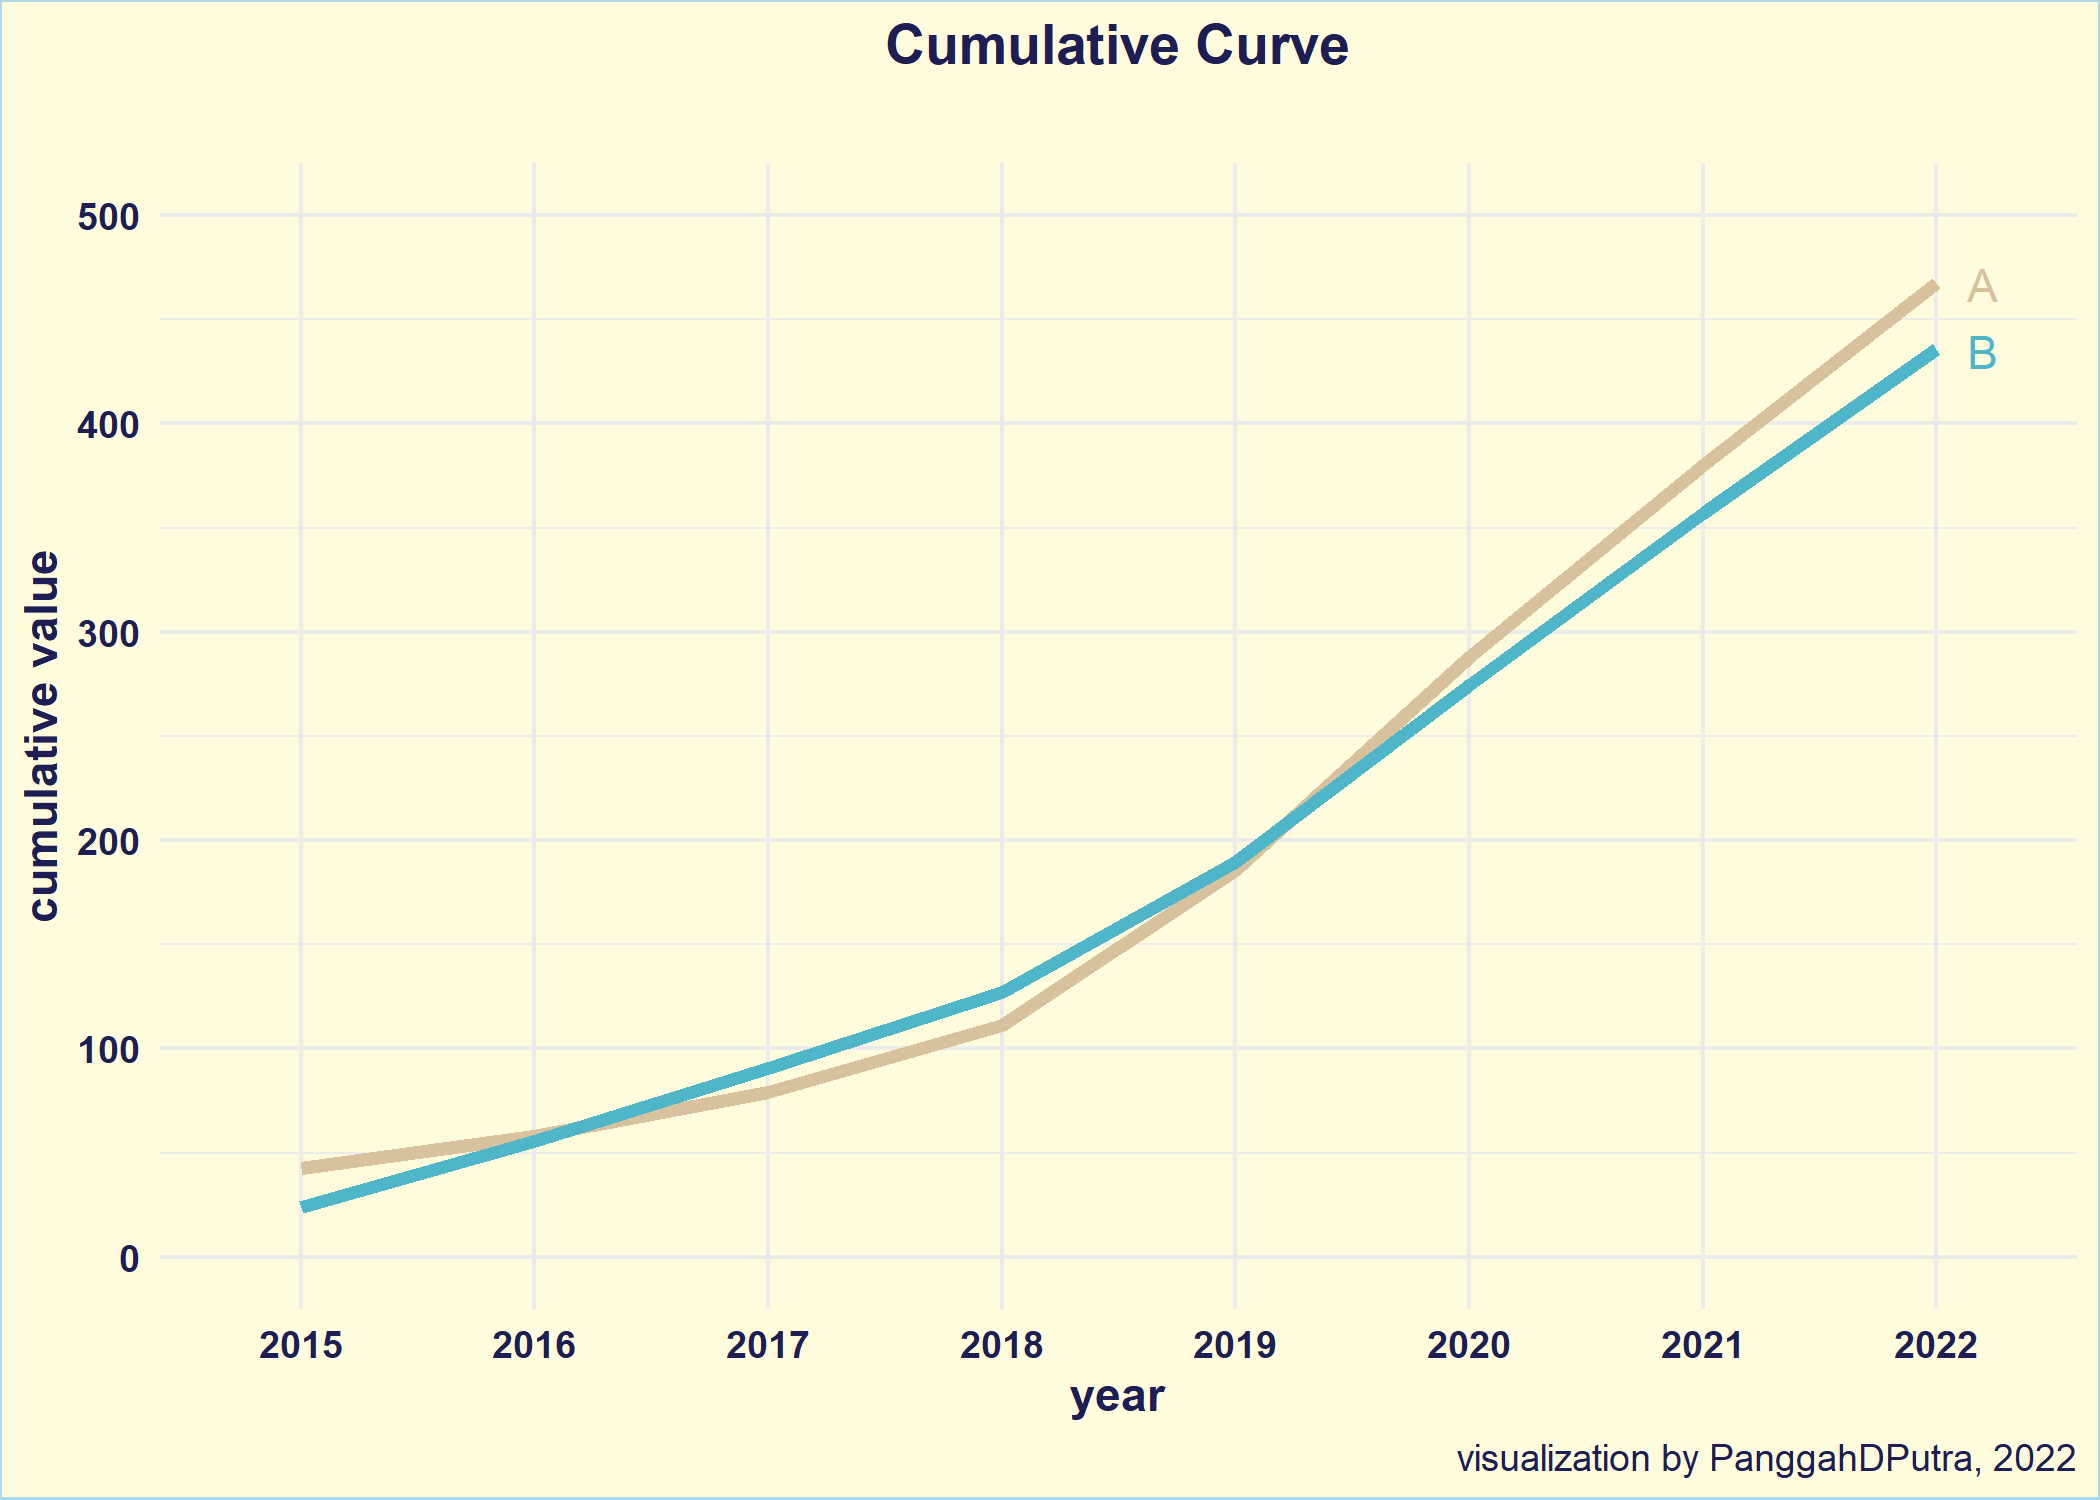 Cumulative Curve
500
400
300
200
100
0
cumulative value
A
B
2015 2016 2017 2018 2019 2020 2021 2022
year
visualization by PanggahDPutra, 2022